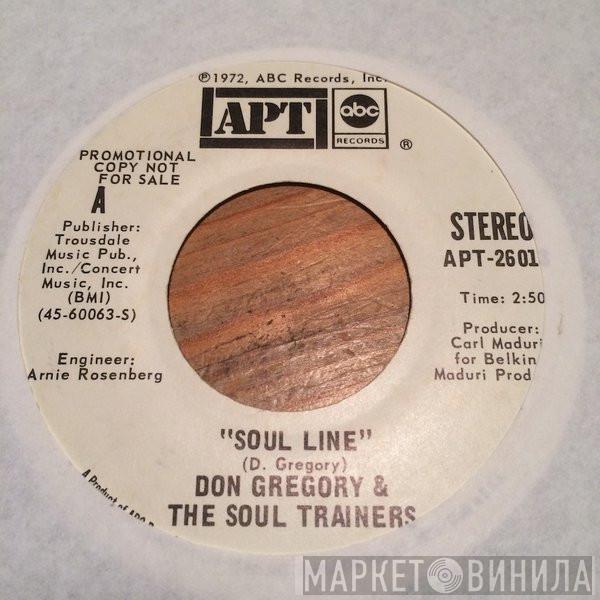 ℗1972, ABC Records, Inc.
APT
abc
RECORDS
®
PROMOTIONAL
COPY NOT
FOR SALE
A
Publisher:
Trousdale
Music Pub.,
Inc./Concert
Music, Inc.
(BMI)
(45-60063-S)
Engineer:
Arnie Rosenberg
STEREO
APT-2601
Time: 2:50
Producer:
Carl Maduri
for Belkin
Maduri Prod
"SOUL LINE"
(D. Gregory)
DON GREGORY &
THE SOUL TRAINERS
A Product of
МАРКЕТ ВИНИЛА